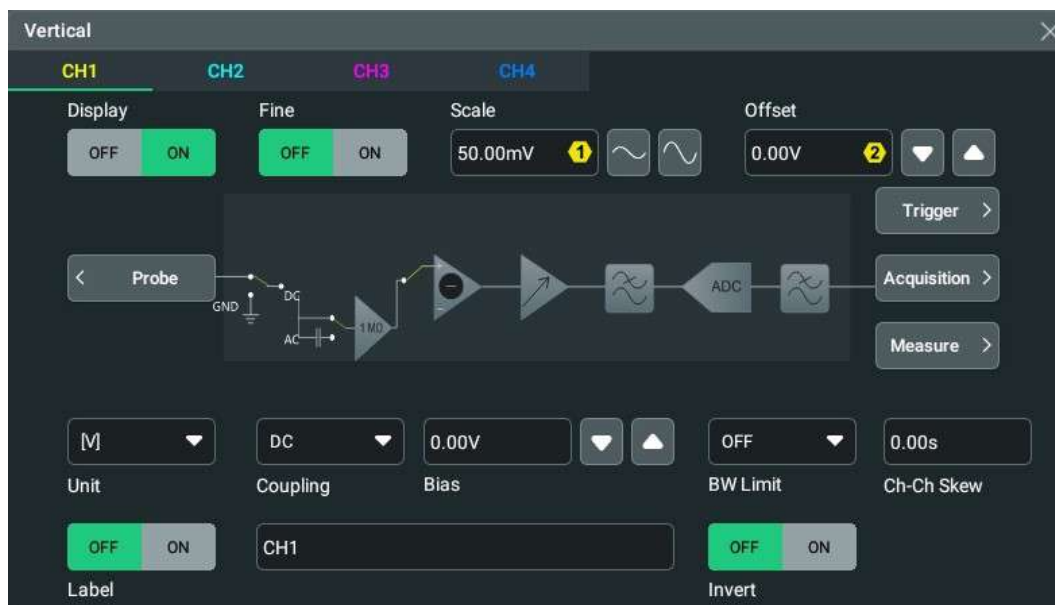 Vertical
CH1 CH2 CH3 CH4
Display Fine Scale Offset
OFF ON OFF ON 50.00mV 1 0.00V 2
Trigger >
< Probe
GND
DC
AC
1 MΩ
ADC
Acquisition >
Measure >
[V] DC 0.00V OFF 0.00s
Unit Coupling Bias BW Limit Ch-Ch Skew
OFF ON CH1 OFF ON
Label Invert